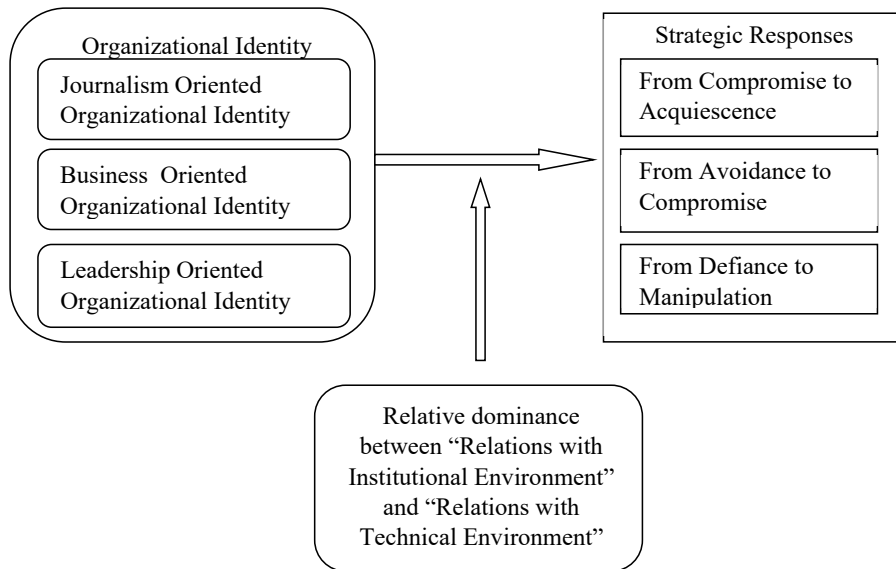 Organizational Identity
Journalism Oriented
Organizational Identity
Business Oriented
Organizational Identity
Leadership Oriented
Organizational Identity
Strategic Responses
From Compromise to
Acquiescence
From Avoidance to
Compromise
From Defiance to
Manipulation
Relative dominance
between “Relations with
Institutional Environment”
and “Relations with
Technical Environment”